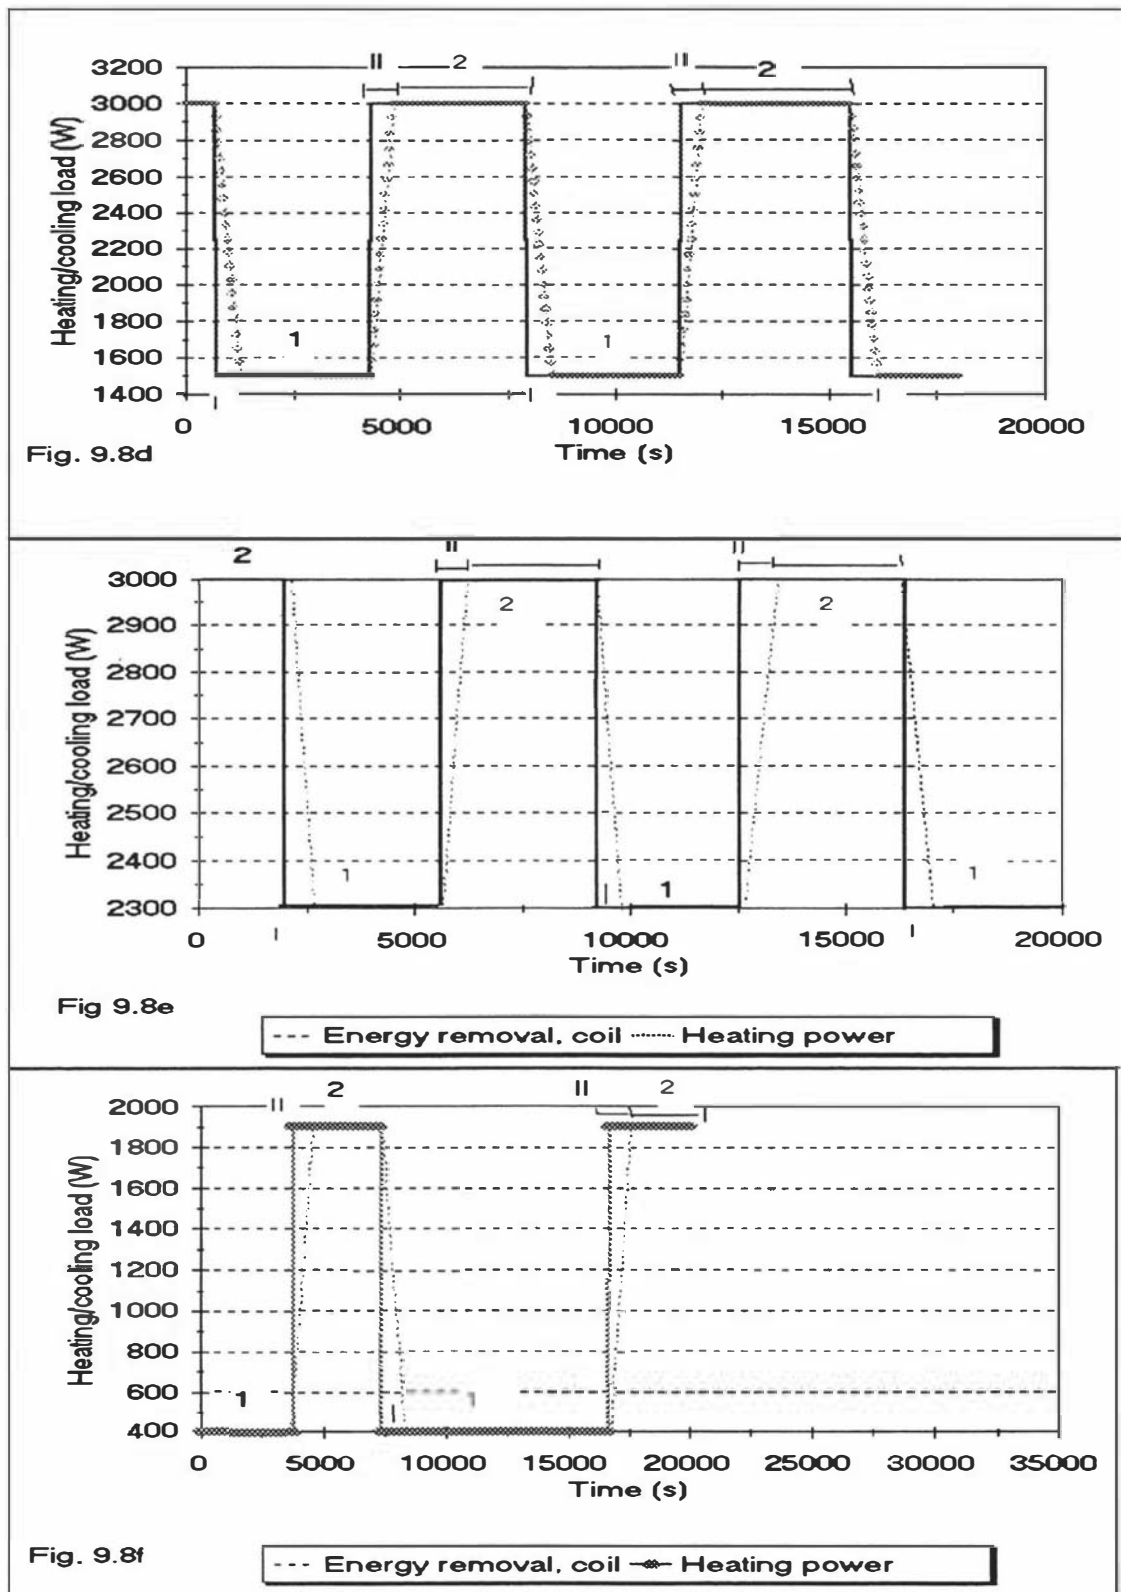 II 2 II 2
3200
3000
2800
2600
2400
2200
2000
1800
1600
1400
Heating/cooling load (W)
1 1
0 5000 10000 15000 20000
Time (s)
Fig. 9.8d
2 II II
3000
2900
2800
2700
2600
2500
2400
2300
Heating/cooling load (W)
2 2
1 1 1
0 5000 10000 15000 20000
Time (s)
Fig 9.8e
Energy removal, coil Heating power
II 2 II 2
2000
1800
1600
1400
1200
1000
800
600
400
Heating/cooling load (W)
1 1
0 5000 10000 15000 20000 25000 30000 35000
Time (s)
Fig. 9.8f
Energy removal, coil Heating power